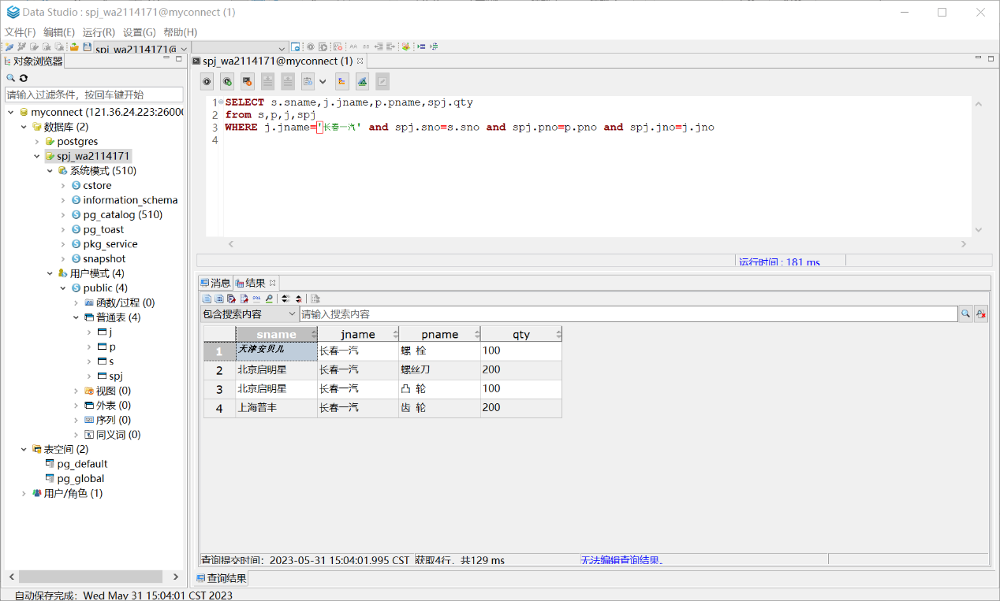 Data Studio : spj_wa2114171@myconnect (1)
文件(F) 编辑(E) 运行(R) 设置(G) 帮助(H)
spj_wa2114171@
对象浏览器
请输入过滤条件，按回车键开始
myconnect (121.36.24.223:26000
数据库 (2)
postgres
spj_wa2114171
系统模式 (510)
cstore
information_schema
pg_catalog (510)
pg_toast
pkg_service
snapshot
用户模式 (4)
public (4)
函数/过程 (0)
普通表 (4)
j
p
s
spj
视图 (0)
外表 (0)
序列 (0)
同义词 (0)
表空间 (2)
pg_default
pg_global
用户/角色 (1)
spj_wa2114171@myconnect (1)
1 SELECT s.sname,j.jname,p.pname,spj.qty
2 from s,p,j,spj
3 WHERE j.jname='长春一汽' and spj.sno=s.sno and spj.pno=p.pno and spj.jno=j.jno
4
运行时间 : 181 ms
消息 结果
包含搜索内容 请输入搜索内容
sname jname pname qty
1 天津安贝儿 长春一汽 螺 栓 100
2 北京启明星 长春一汽 螺丝刀 200
3 北京启明星 长春一汽 凸 轮 100
4 上海普丰 长春一汽 齿 轮 200
查询提交时间：2023-05-31 15:04:01.995 CST 获取4行，共129 ms 无法编辑查询结果。
查询结果
自动保存完成：Wed May 31 15:04:01 CST 2023